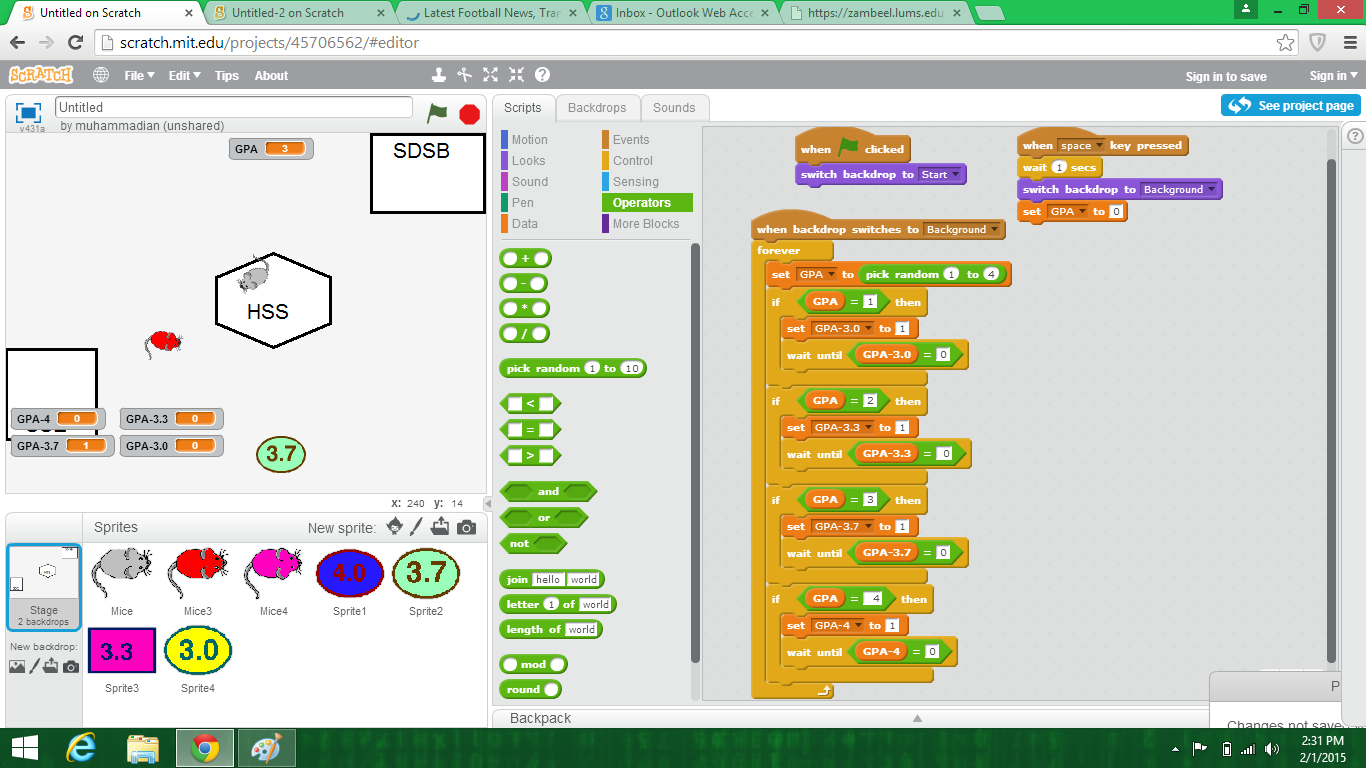 Untitled on Scratch
Untitled-2 on Scratch
Latest Football News, Tran
Inbox - Outlook Web Acce
https://zambeel.lums.edu
scratch.mit.edu/projects/45706562/#editor
SCRATCH File Edit Tips About Sign in to save Sign in
Untitled
v431a by muhammadian (unshared)
Scripts Backdrops Sounds
See project page
GPA 3
SDSB
HSS
GPA-4 0 GPA-3.3 0
GPA-3.7 1 GPA-3.0 0
3.7
x: 240 y: 14
Sprites New sprite:
Stage
2 backdrops
New backdrop:
Mice
Mice3
Mice4
4.0
Sprite1
3.7
Sprite2
3.3
Sprite3
3.0
Sprite4
Motion Events
Looks Control
Sound Sensing
Pen Operators
Data More Blocks
+
-
*
/
pick random 1 to 10
<
=
>
and
or
not
join hello world
letter 1 of world
length of world
mod
round
when clicked
switch backdrop to Start
when space key pressed
wait 1 secs
switch backdrop to Background
set GPA to 0
when backdrop switches to Background
forever
set GPA to pick random 1 to 4
if GPA = 1 then
set GPA-3.0 to 1
wait until GPA-3.0 = 0
if GPA = 2 then
set GPA-3.3 to 1
wait until GPA-3.3 = 0
if GPA = 3 then
set GPA-3.7 to 1
wait until GPA-3.7 = 0
if GPA = 4 then
set GPA-4 to 1
wait until GPA-4 = 0
Backpack
P
Changes not save
2:31 PM
2/1/2015